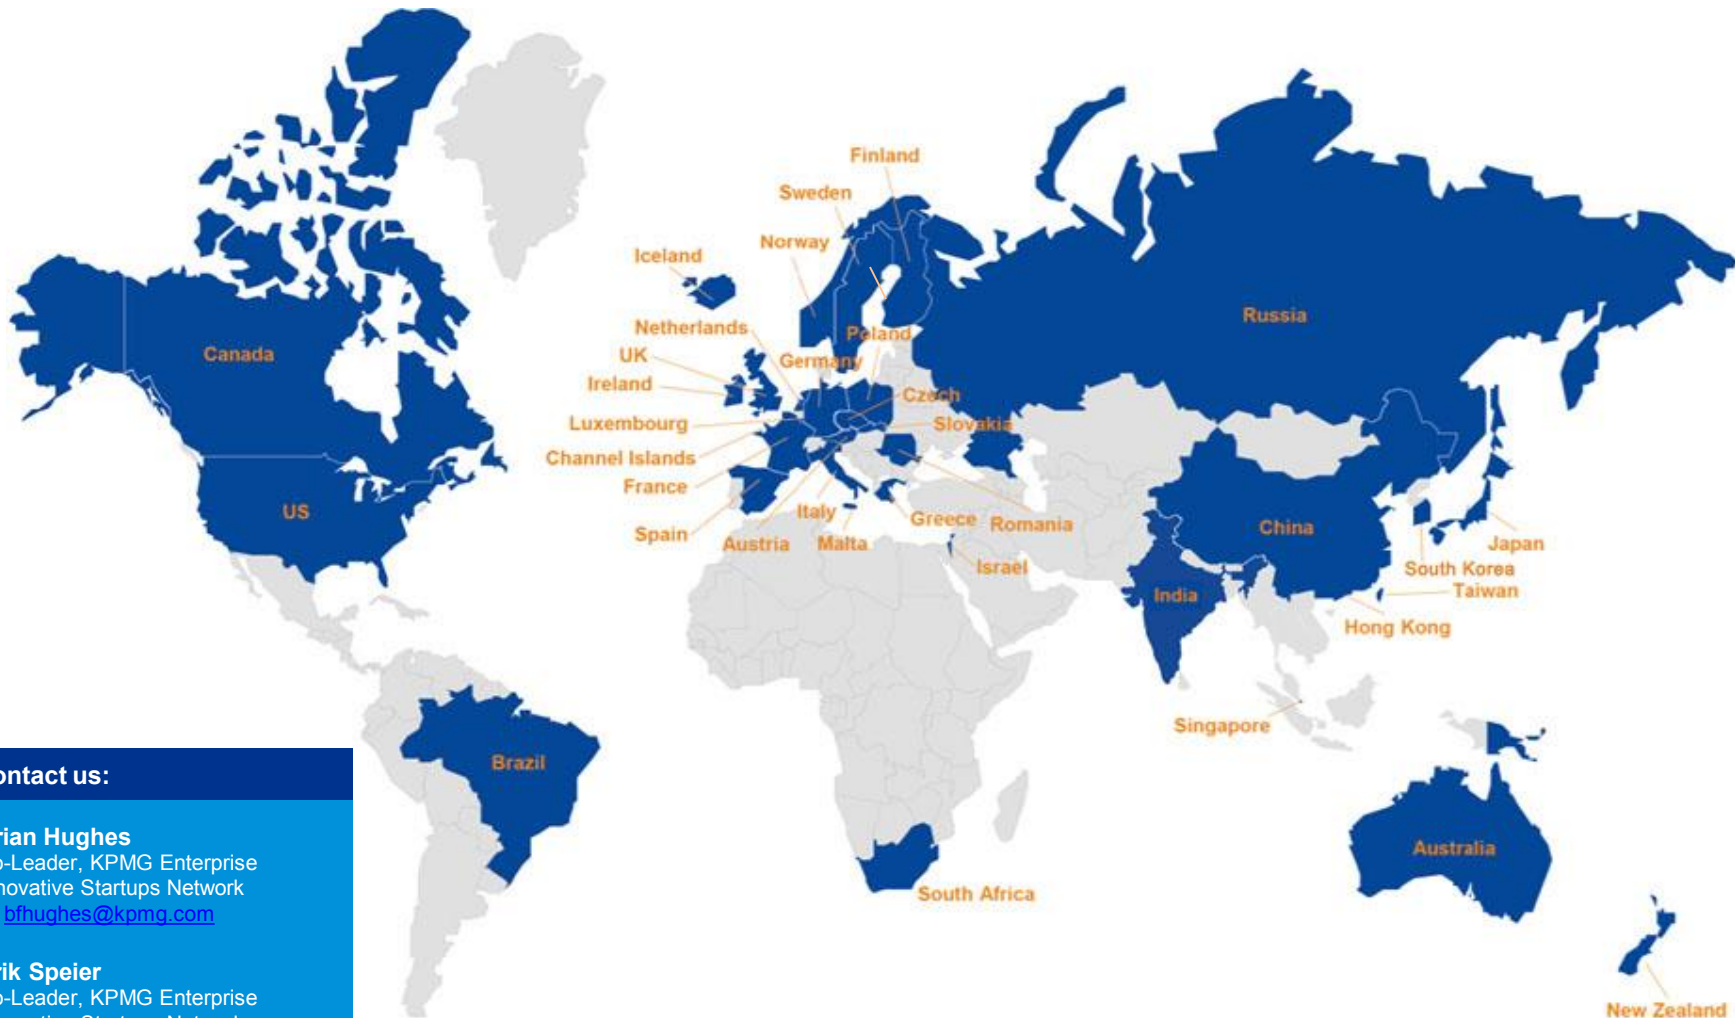 Finland
Sweden
Norway
Iceland
Russia
Netherlands
Poland
Canada
UK
Germany
Ireland
Czech
Luxembourg
Slovakia
Channel Islands
France
US
Italy
Greece
Romania
China
Spain
Austria
Malta
Japan
Israel
South Korea
India
Taiwan
Hong Kong
Singapore
Brazil
Australia
South Africa
New Zealand
ontact us:
rian Hughes
o-Leader, KPMG Enterprise
novative Startups Network
bfhughes@kpmg.com
rik Speier
o-Leader, KPMG Enterprise